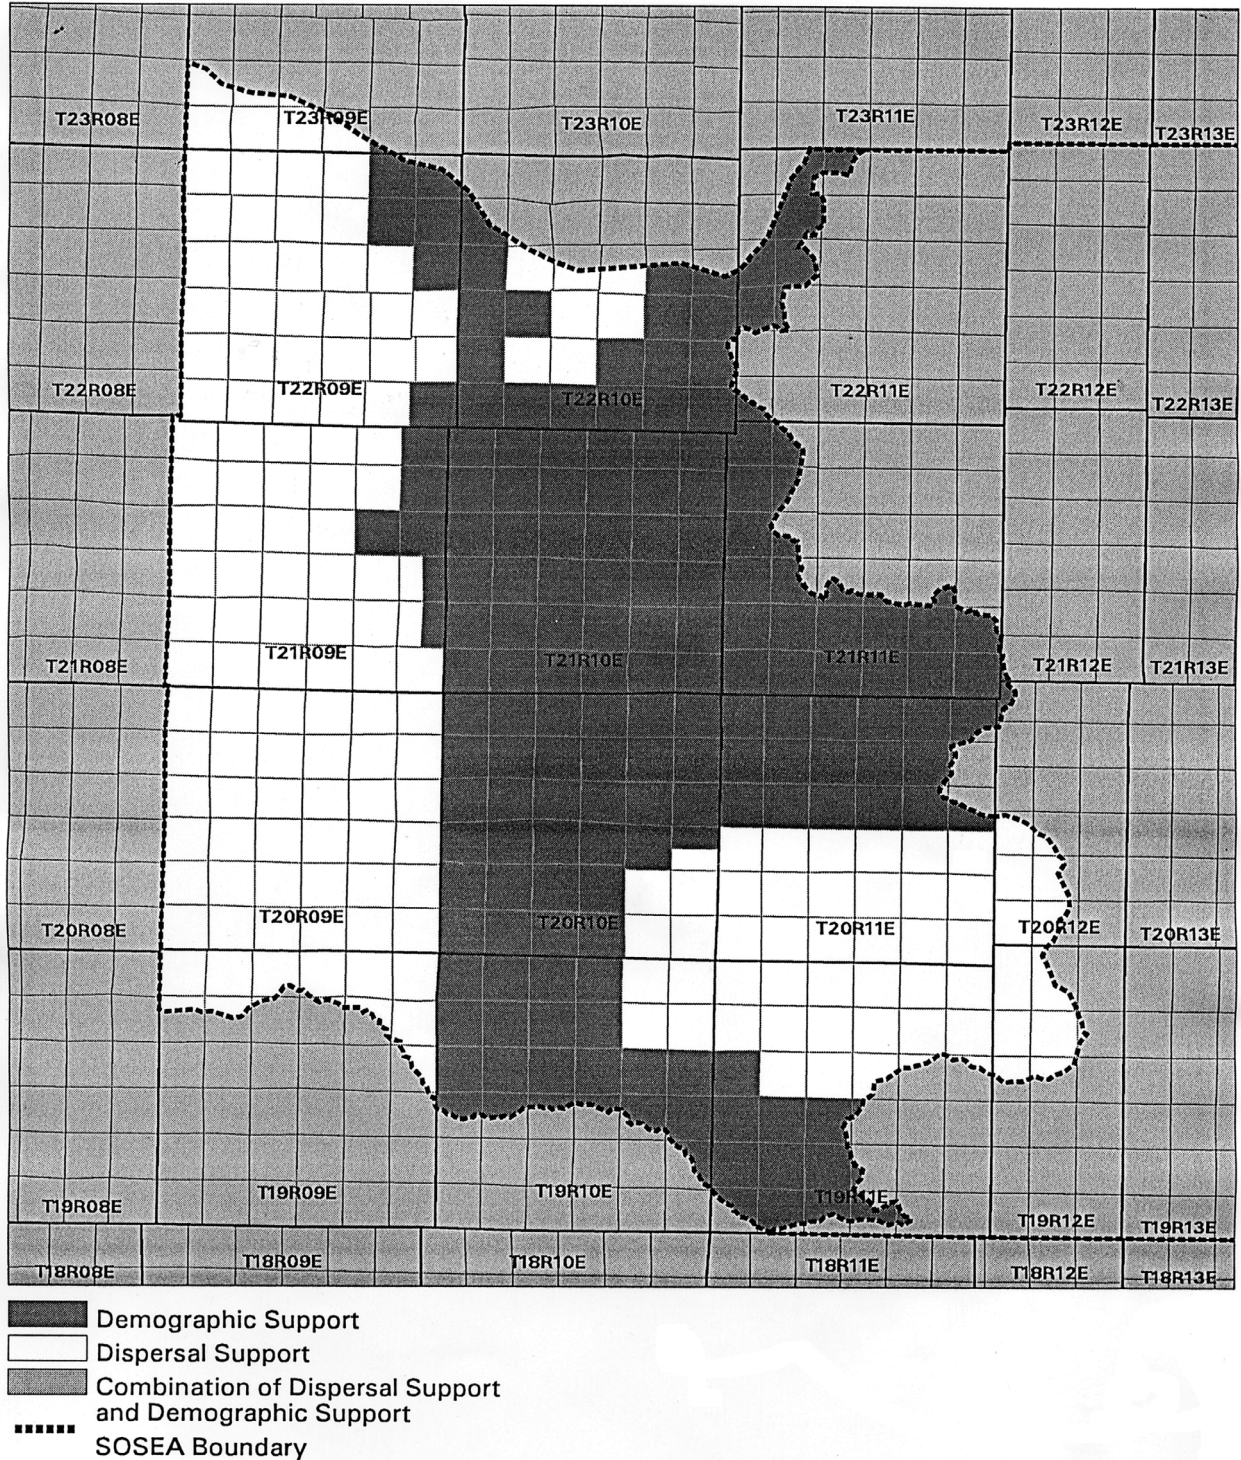 T23R08E
T23R09E
T23R10E
T23R11E
T23R12E
T23R13E
T22R08E
T22R09E
T22R10E
T22R11E
T22R12E
T22R13E
T21R08E
T21R09E
T21R10E
T21R11E
T21R12E
T21R13E
T20R08E
T20R09E
T20R10E
T20R11E
T20R12E
T20R13E
T19R08E
T19R09E
T19R10E
T19R11E
T19R12E
T19R13E
T18R08E
T18R09E
T18R10E
T18R11E
T18R12E
T18R13E
Demographic Support
Dispersal Support
Combination of Dispersal Support
and Demographic Support
SOSEA Boundary